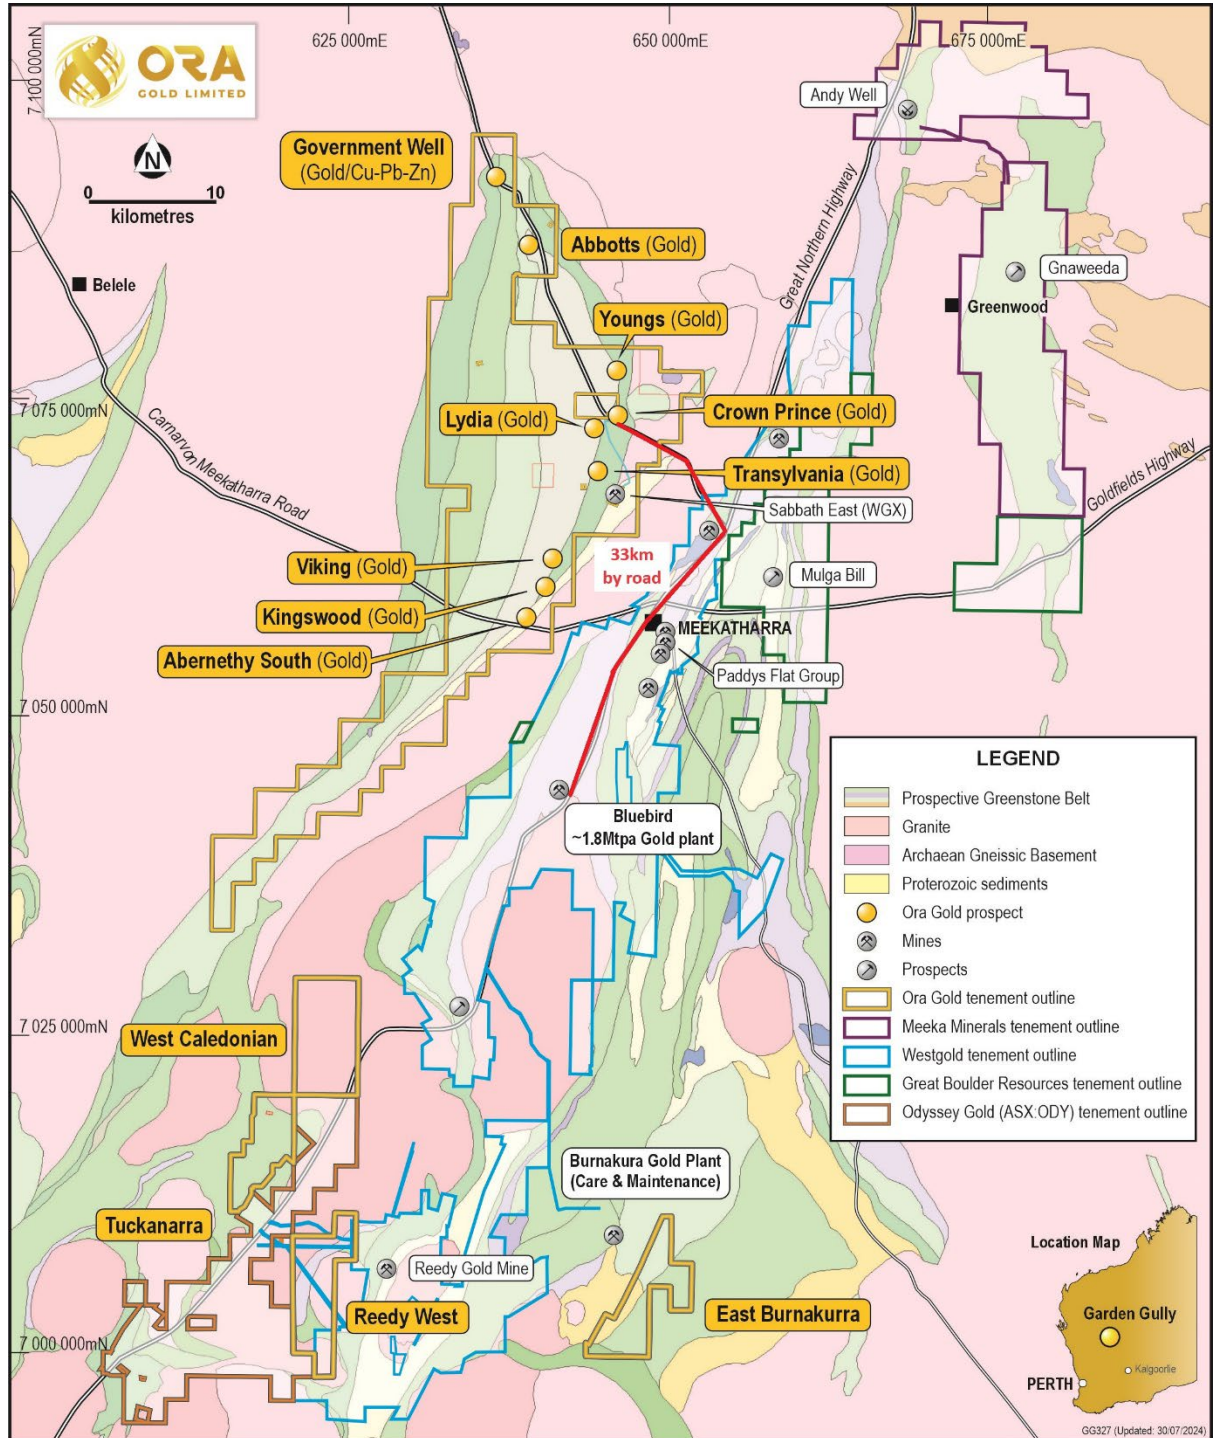 625 000mE
650 000mE
675 000mE
7 100 000mN
ORA
GOLD LIMITED
N
0 10
kilometres
Government Well
(Gold/Cu-Pb-Zn)
Andy Well
Great Northern Highway
Abbotts (Gold)
Gnaweeda
Belele
Greenwood
Youngs (Gold)
7 075 000mN
Lydia (Gold)
Crown Prince (Gold)
Carnarvon Meekatharra Road
Transylvania (Gold)
Goldfields Highway
Sabbath East (WGX)
33km
by road
Viking (Gold)
Mulga Bill
Kingswood (Gold)
MEEKATHARRA
Abernethy South (Gold)
Paddys Flat Group
7 050 000mN
Bluebird
~1.8Mtpa Gold plant
LEGEND
Prospective Greenstone Belt
Granite
Archaean Gneissic Basement
Proterozoic sediments
Ora Gold prospect
Mines
Prospects
Ora Gold tenement outline
Meeka Minerals tenement outline
Westgold tenement outline
Great Boulder Resources tenement outline
Odyssey Gold (ASX:ODY) tenement outline
7 025 000mN
West Caledonian
Burnakura Gold Plant
(Care & Maintenance)
Tuckanarra
Reedy Gold Mine
Reedy West
East Burnakurra
7 000 000mN
Location Map
Garden Gully
Kalgoorlie
PERTH
GG327 (Updated: 30/07/2024)